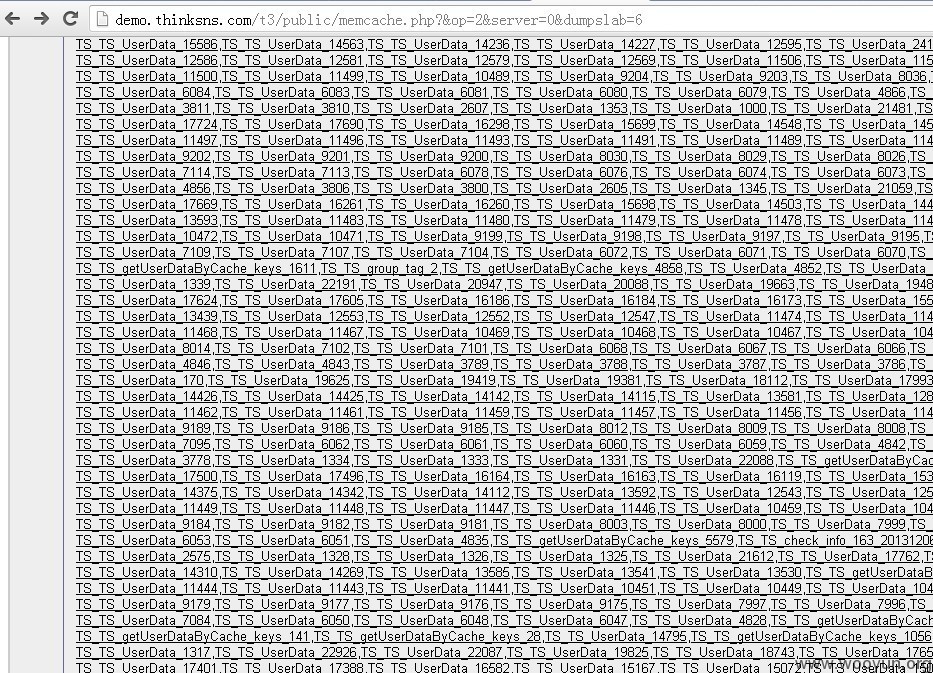 demo.thinksns.com/t3/public/memcache.php?&op=2&server=0&dumpslab=6
TS_TS_UserData_15586,TS_TS_UserData_14563,TS_TS_UserData_14236,TS_TS_UserData_14227,TS_TS_UserData_12595,TS_TS_UserData_241
TS_TS_UserData_12586,TS_TS_UserData_12581,TS_TS_UserData_12579,TS_TS_UserData_12569,TS_TS_UserData_11506,TS_TS_UserData_115
TS_TS_UserData_11500,TS_TS_UserData_11499,TS_TS_UserData_10489,TS_TS_UserData_9204,TS_TS_UserData_9203,TS_TS_UserData_8036,
TS_TS_UserData_6084,TS_TS_UserData_6083,TS_TS_UserData_6081,TS_TS_UserData_6080,TS_TS_UserData_6079,TS_TS_UserData_4866,TS
TS_TS_UserData_3811,TS_TS_UserData_3810,TS_TS_UserData_2607,TS_TS_UserData_1353,TS_TS_UserData_1000,TS_TS_UserData_21481,TS
TS_TS_UserData_17724,TS_TS_UserData_17690,TS_TS_UserData_16298,TS_TS_UserData_15699,TS_TS_UserData_14548,TS_TS_UserData_145
TS_TS_UserData_11497,TS_TS_UserData_11496,TS_TS_UserData_11493,TS_TS_UserData_11491,TS_TS_UserData_11489,TS_TS_UserData_114
TS_TS_UserData_9202,TS_TS_UserData_9201,TS_TS_UserData_9200,TS_TS_UserData_8030,TS_TS_UserData_8029,TS_TS_UserData_8026,TS
TS_TS_UserData_7114,TS_TS_UserData_7113,TS_TS_UserData_6078,TS_TS_UserData_6076,TS_TS_UserData_6074,TS_TS_UserData_6073,TS
TS_TS_UserData_4856,TS_TS_UserData_3806,TS_TS_UserData_3800,TS_TS_UserData_2605,TS_TS_UserData_1345,TS_TS_UserData_21059,TS
TS_TS_UserData_17669,TS_TS_UserData_16261,TS_TS_UserData_16260,TS_TS_UserData_15698,TS_TS_UserData_14503,TS_TS_UserData_144
TS_TS_UserData_13593,TS_TS_UserData_11483,TS_TS_UserData_11480,TS_TS_UserData_11479,TS_TS_UserData_11478,TS_TS_UserData_114
TS_TS_UserData_10472,TS_TS_UserData_10471,TS_TS_UserData_9199,TS_TS_UserData_9198,TS_TS_UserData_9197,TS_TS_UserData_9195,TS
TS_TS_UserData_7109,TS_TS_UserData_7107,TS_TS_UserData_7104,TS_TS_UserData_6072,TS_TS_UserData_6071,TS_TS_UserData_6070,TS
TS_TS_getUserDataByCache_keys_1611,TS_TS_group_tag_2,TS_TS_getUserDataByCache_keys_4858,TS_TS_UserData_4852,TS_TS_UserData_
TS_TS_UserData_1339,TS_TS_UserData_22191,TS_TS_UserData_20947,TS_TS_UserData_20088,TS_TS_UserData_19663,TS_TS_UserData_1948
TS_TS_UserData_17624,TS_TS_UserData_17605,TS_TS_UserData_16186,TS_TS_UserData_16184,TS_TS_UserData_16173,TS_TS_UserData_155
TS_TS_UserData_13439,TS_TS_UserData_12553,TS_TS_UserData_12552,TS_TS_UserData_12547,TS_TS_UserData_11474,TS_TS_UserData_114
TS_TS_UserData_11468,TS_TS_UserData_11467,TS_TS_UserData_10469,TS_TS_UserData_10468,TS_TS_UserData_10467,TS_TS_UserData_104
TS_TS_UserData_8014,TS_TS_UserData_7102,TS_TS_UserData_7101,TS_TS_UserData_6068,TS_TS_UserData_6067,TS_TS_UserData_6066,TS
TS_TS_UserData_4846,TS_TS_UserData_4843,TS_TS_UserData_3789,TS_TS_UserData_3788,TS_TS_UserData_3787,TS_TS_UserData_3786,TS
TS_TS_UserData_170,TS_TS_UserData_19625,TS_TS_UserData_19419,TS_TS_UserData_19381,TS_TS_UserData_18112,TS_TS_UserData_17993
TS_TS_UserData_14426,TS_TS_UserData_14425,TS_TS_UserData_14142,TS_TS_UserData_14115,TS_TS_UserData_13581,TS_TS_UserData_128
TS_TS_UserData_11462,TS_TS_UserData_11461,TS_TS_UserData_11459,TS_TS_UserData_11457,TS_TS_UserData_11456,TS_TS_UserData_114
TS_TS_UserData_9189,TS_TS_UserData_9186,TS_TS_UserData_9185,TS_TS_UserData_8012,TS_TS_UserData_8009,TS_TS_UserData_8008,TS
TS_TS_UserData_7095,TS_TS_UserData_6062,TS_TS_UserData_6061,TS_TS_UserData_6060,TS_TS_UserData_6059,TS_TS_UserData_4842,TS
TS_TS_UserData_3778,TS_TS_UserData_1334,TS_TS_UserData_1333,TS_TS_UserData_1331,TS_TS_UserData_22088,TS_TS_getUserDataByCac
TS_TS_UserData_17500,TS_TS_UserData_17496,TS_TS_UserData_16164,TS_TS_UserData_16163,TS_TS_UserData_16119,TS_TS_UserData_153
TS_TS_UserData_14375,TS_TS_UserData_14342,TS_TS_UserData_14112,TS_TS_UserData_13592,TS_TS_UserData_12543,TS_TS_UserData_125
TS_TS_UserData_11449,TS_TS_UserData_11448,TS_TS_UserData_11447,TS_TS_UserData_11446,TS_TS_UserData_10459,TS_TS_UserData_104
TS_TS_UserData_9184,TS_TS_UserData_9182,TS_TS_UserData_9181,TS_TS_UserData_8003,TS_TS_UserData_8000,TS_TS_UserData_7999,TS
TS_TS_UserData_6053,TS_TS_UserData_6051,TS_TS_UserData_4835,TS_TS_getUserDataByCache_keys_5579,TS_TS_check_info_163_20131206
TS_TS_UserData_2575,TS_TS_UserData_1328,TS_TS_UserData_1326,TS_TS_UserData_1325,TS_TS_UserData_21612,TS_TS_UserData_17762,TS
TS_TS_UserData_14310,TS_TS_UserData_14269,TS_TS_UserData_13585,TS_TS_UserData_13541,TS_TS_UserData_13530,TS_TS_getUserDataB
TS_TS_UserData_11444,TS_TS_UserData_11443,TS_TS_UserData_11441,TS_TS_UserData_10451,TS_TS_UserData_10449,TS_TS_UserData_104
TS_TS_UserData_9179,TS_TS_UserData_9177,TS_TS_UserData_9176,TS_TS_UserData_9175,TS_TS_UserData_7997,TS_TS_UserData_7996,TS
TS_TS_UserData_7084,TS_TS_UserData_6050,TS_TS_UserData_6048,TS_TS_UserData_6047,TS_TS_UserData_4828,TS_TS_getUserDataByCac
TS_TS_getUserDataByCache_keys_141,TS_TS_getUserDataByCache_keys_28,TS_TS_UserData_14795,TS_TS_getUserDataByCache_keys_1056
TS_TS_UserData_1317,TS_TS_UserData_22926,TS_TS_UserData_22087,TS_TS_UserData_19825,TS_TS_UserData_18743,TS_TS_UserData_1765
TS_TS_UserData_17401,TS_TS_UserData_17388,TS_TS_UserData_16582,TS_TS_UserData_15167,TS_TS_UserData_15072,TS_TS_UserData_
www.wooyun.org